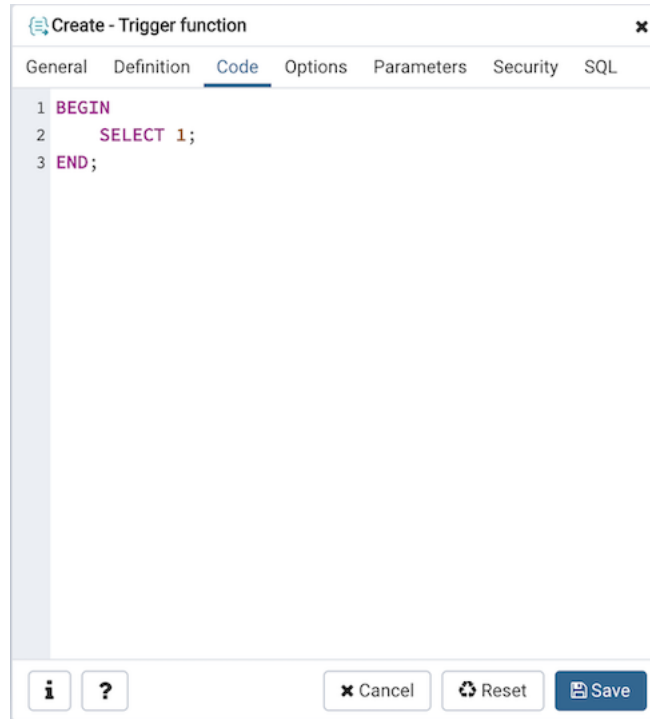 Create - Trigger function
General Definition Code Options Parameters Security SQL
1 BEGIN
2 SELECT 1;
3 END;
i ? Cancel Reset Save